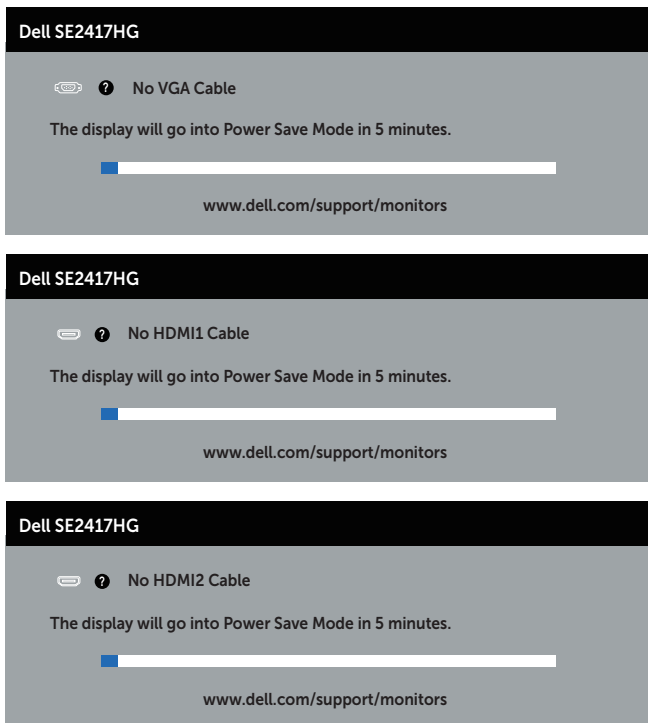 Dell SE2417HG
? No VGA Cable
The display will go into Power Save Mode in 5 minutes.
www.dell.com/support/monitors
Dell SE2417HG
? No HDMI1 Cable
The display will go into Power Save Mode in 5 minutes.
www.dell.com/support/monitors
Dell SE2417HG
? No HDMI2 Cable
The display will go into Power Save Mode in 5 minutes.
www.dell.com/support/monitors